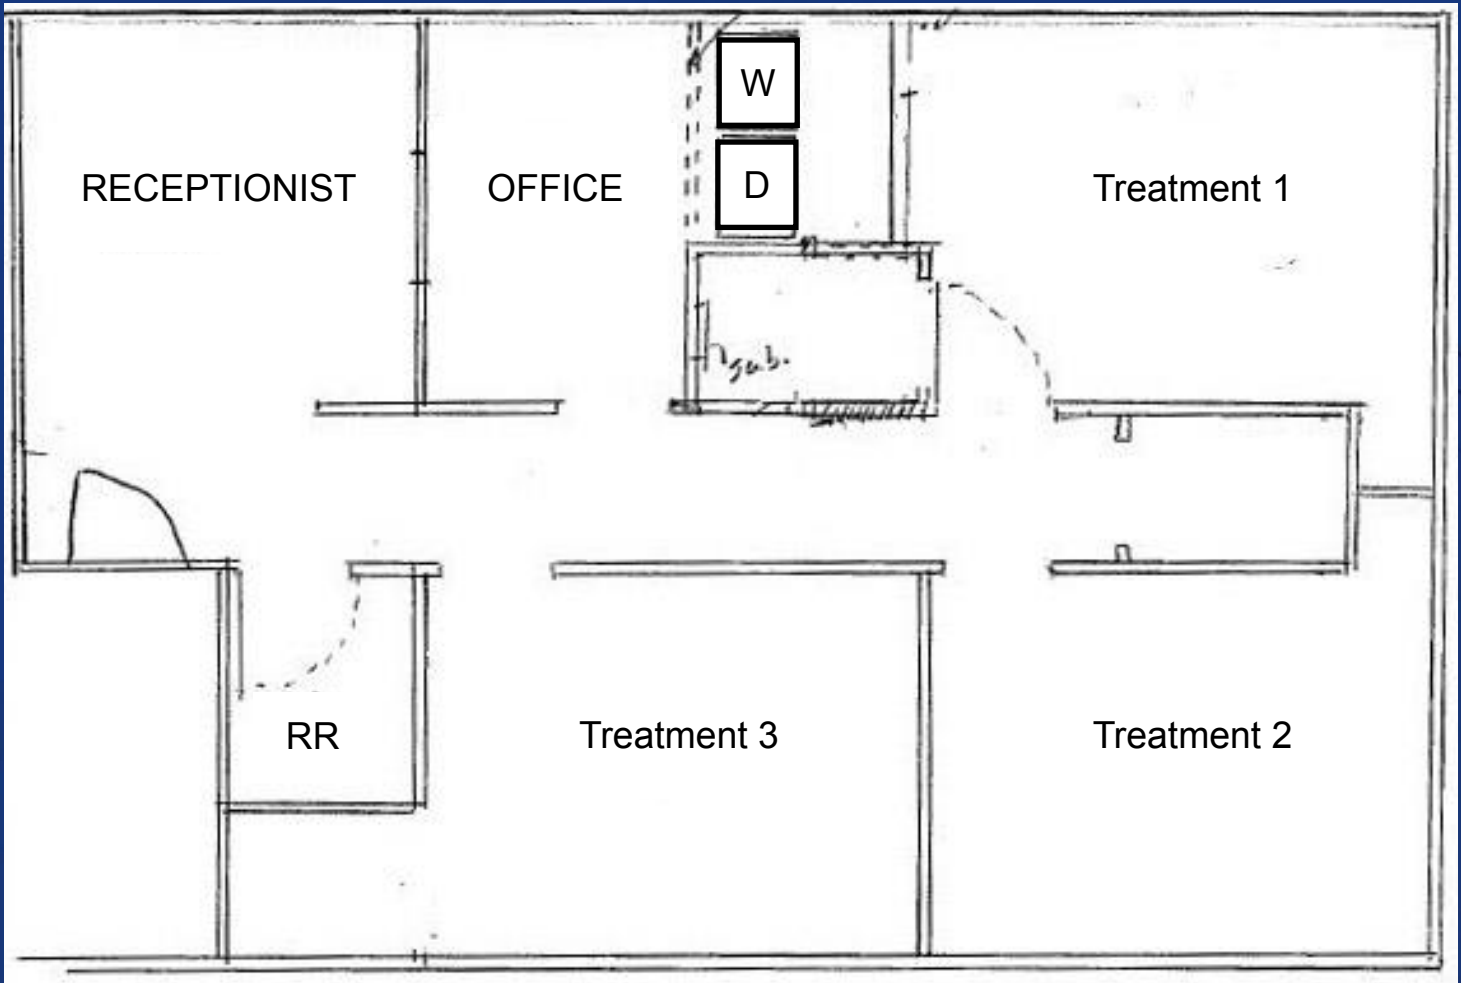 W
RECEPTIONIST
OFFICE
D
Treatment 1
RR
Treatment 3
Treatment 2